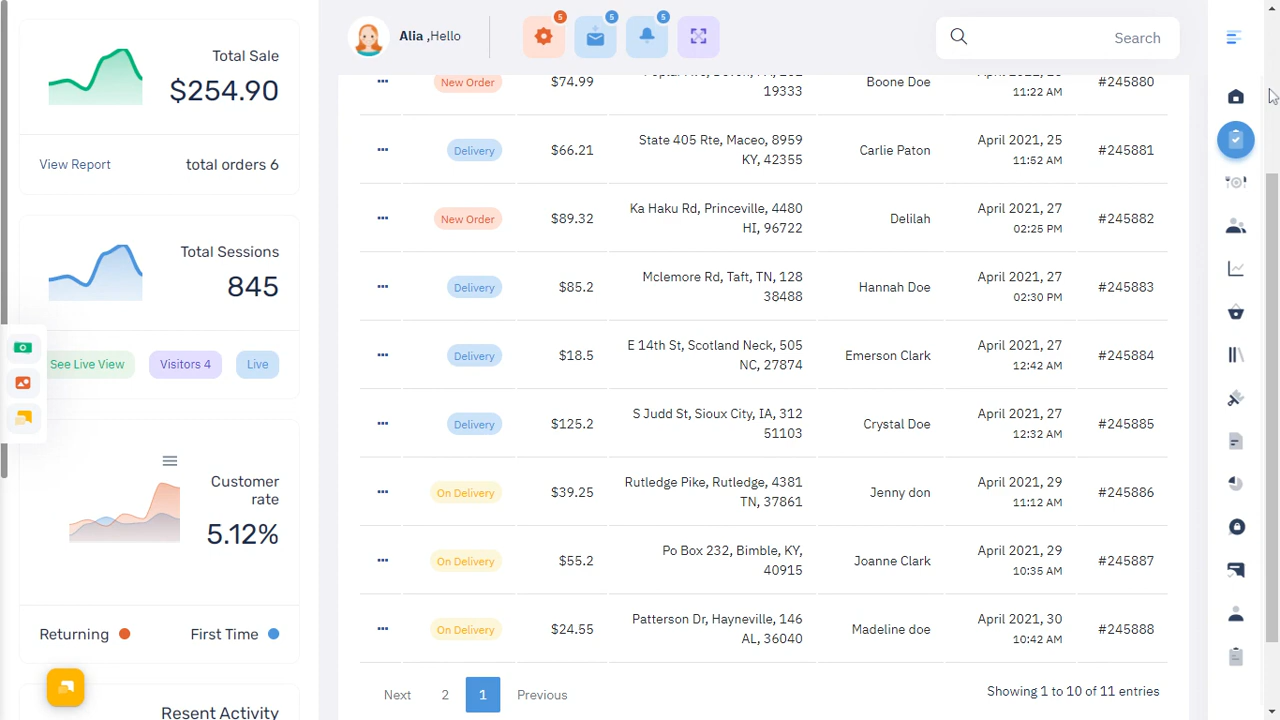 Total Sale
$254.90
View Report
total orders 6
Total Sessions
845
See Live View
Visitors 4
Live
Customer
rate
5.12%
Returning
First Time
Resent Activity
Alia ,Hello
5
5
5
Search
New Order
$74.99
19333
Boone Doe
11:22 AM
#245880
Delivery
$66.21
State 405 Rte, Maceo, 8959
KY, 42355
Carlie Paton
April 2021, 25
11:52 AM
#245881
New Order
$89.32
Ka Haku Rd, Princeville, 4480
HI, 96722
Delilah
April 2021, 27
02:25 PM
#245882
Delivery
$85.2
Mclemore Rd, Taft, TN, 128
38488
Hannah Doe
April 2021, 27
02:30 PM
#245883
Delivery
$18.5
E 14th St, Scotland Neck, 505
NC, 27874
Emerson Clark
April 2021, 27
12:42 AM
#245884
Delivery
$125.2
S Judd St, Sioux City, IA, 312
51103
Crystal Doe
April 2021, 27
12:32 AM
#245885
On Delivery
$39.25
Rutledge Pike, Rutledge, 4381
TN, 37861
Jenny don
April 2021, 29
11:12 AM
#245886
On Delivery
$55.2
Po Box 232, Bimble, KY,
40915
Joanne Clark
April 2021, 29
10:35 AM
#245887
On Delivery
$24.55
Patterson Dr, Hayneville, 146
AL, 36040
Madeline doe
April 2021, 30
10:42 AM
#245888
Next
2
1
Previous
Showing 1 to 10 of 11 entries